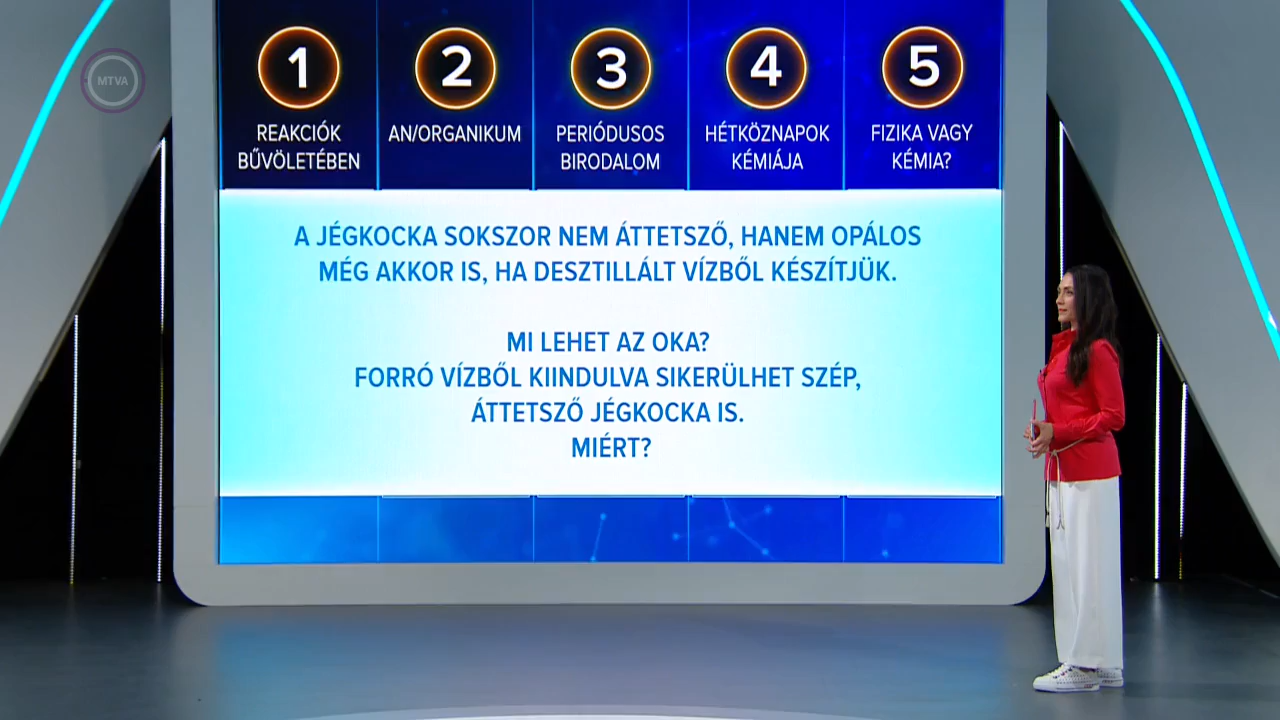 MTVA
1
2
3
4
5
REAKCIÓK
BŰVÖLETÉBEN
AN/ORGANIKUM
PERIÓDUSOS
BIRODALOM
HÉTKÖZNAPOK
KÉMIÁJA
FIZIKA VAGY
KÉMIA?
A JÉGKOCKA SOKSZOR NEM ÁTTETSZŐ, HANEM OPÁLOS
MÉG AKKOR IS, HA DESZTILLÁLT VÍZBŐL KÉSZÍTJÜK.
MI LEHET AZ OKA?
FORRÓ VÍZBŐL KIINDULVA SIKERÜLHET SZÉP,
ÁTTETSZŐ JÉGKOCKA IS.
MIÉRT?